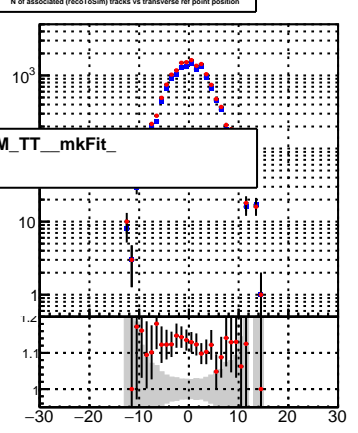 N of associated (recoToSim) tracks vs transverse ref point position
10³
M_TT__mkFit_
10
1
1.2
1.1
1
−30 −20 −10 0 10 20 30